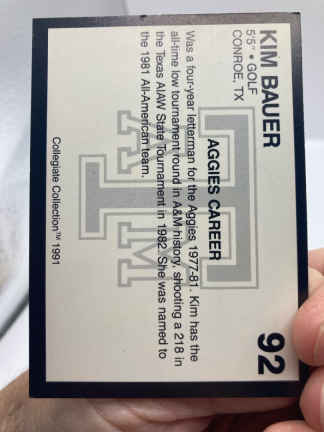 KIM BAUER 92
5'5" • GOLF
CONROE, TX
AGGIES CAREER
Was a four-year letterman for the Aggies 1977-81. Kim has the
all-time low tournament round in A&M history, shooting a 218 in
the Texas AIAW State Tournament in 1982. She was named to
the 1981 All-American team.
Collegiate Collection™ 1991
ATM